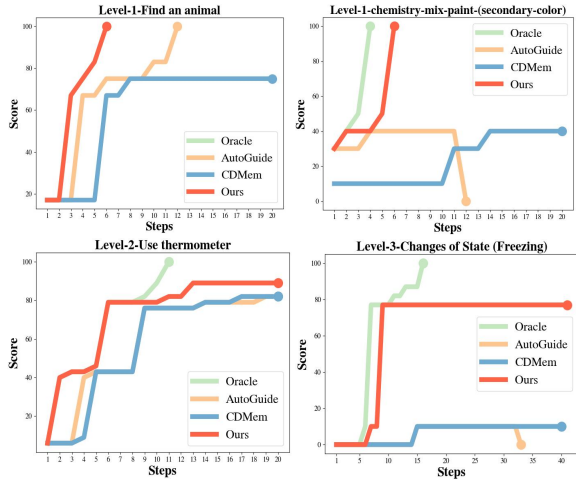 Level-1-Find an animal
Score
100
80
60
40
20
Oracle
AutoGuide
CDMem
Ours
1 2 3 4 5 6 7 8 9 10 11 12 13 14 15 16 17 18 19 20
Steps
Level-1-chemistry-mix-paint-(secondary-color)
Score
100
80
60
40
20
0
Oracle
AutoGuide
CDMem
Ours
1 2 3 4 5 6 7 8 9 10 11 12 13 14 15 16 17 18 19 20
Steps
Level-2-Use thermometer
Score
100
80
60
40
20
Oracle
AutoGuide
CDMem
Ours
1 2 3 4 5 6 7 8 9 10 11 12 13 14 15 16 17 18 19 20
Steps
Level-3-Changes of State (Freezing)
Score
100
80
60
40
20
0
Oracle
AutoGuide
CDMem
Ours
1 5 10 15 20 25 30 35 40
Steps